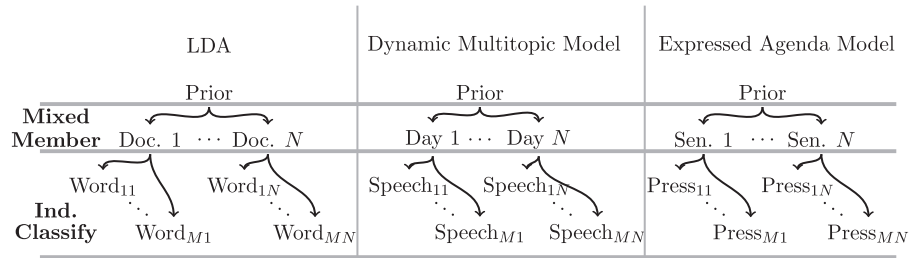 LDA Dynamic Multitopic Model Expressed Agenda Model
Prior Prior Prior
Mixed
Member Doc. 1 ··· Doc. N Day 1 ··· Day N Sen. 1 ··· Sen. N
Word11 Word1N Speech11 Speech1N Press11 Press1N
Ind.
Classify WordM1 WordMN SpeechM1 SpeechMN PressM1 PressMN